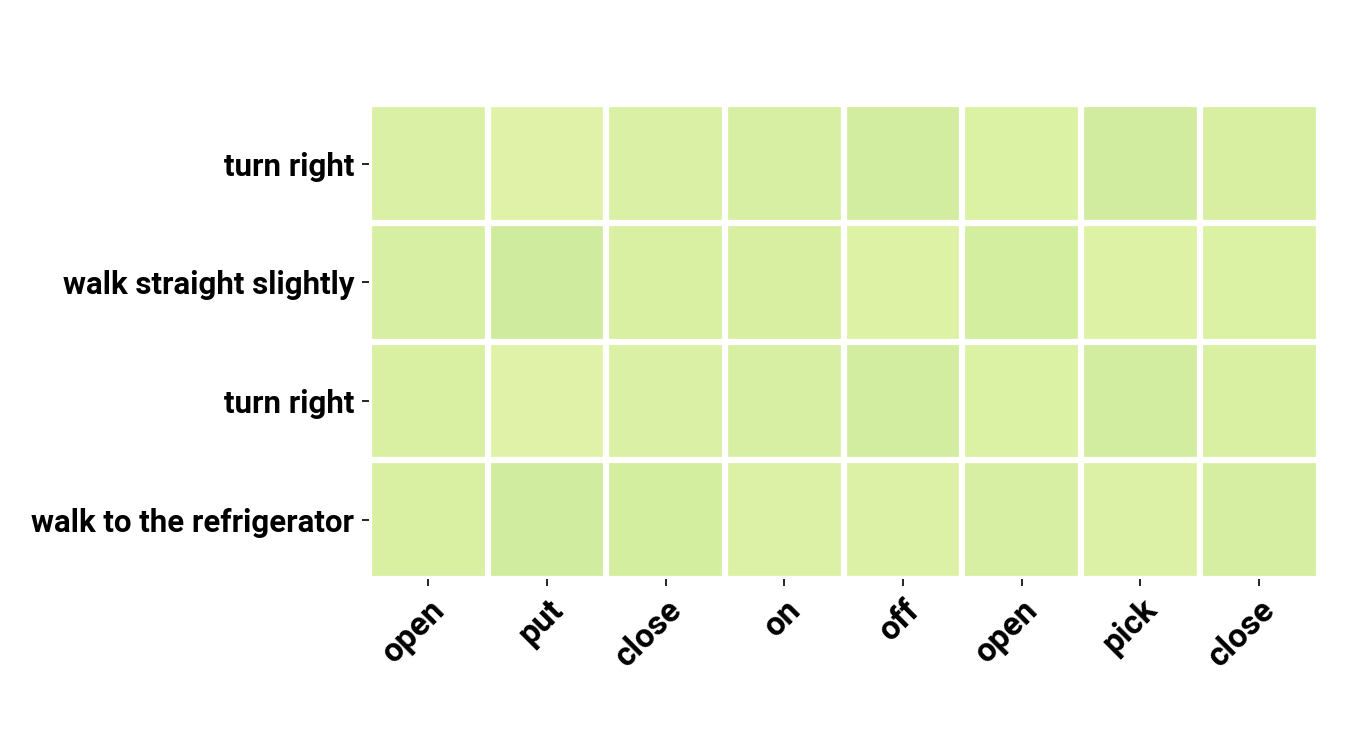 turn right
walk straight slightly
turn right
walk to the refrigerator
open
put
close
on
off
open
pick
close